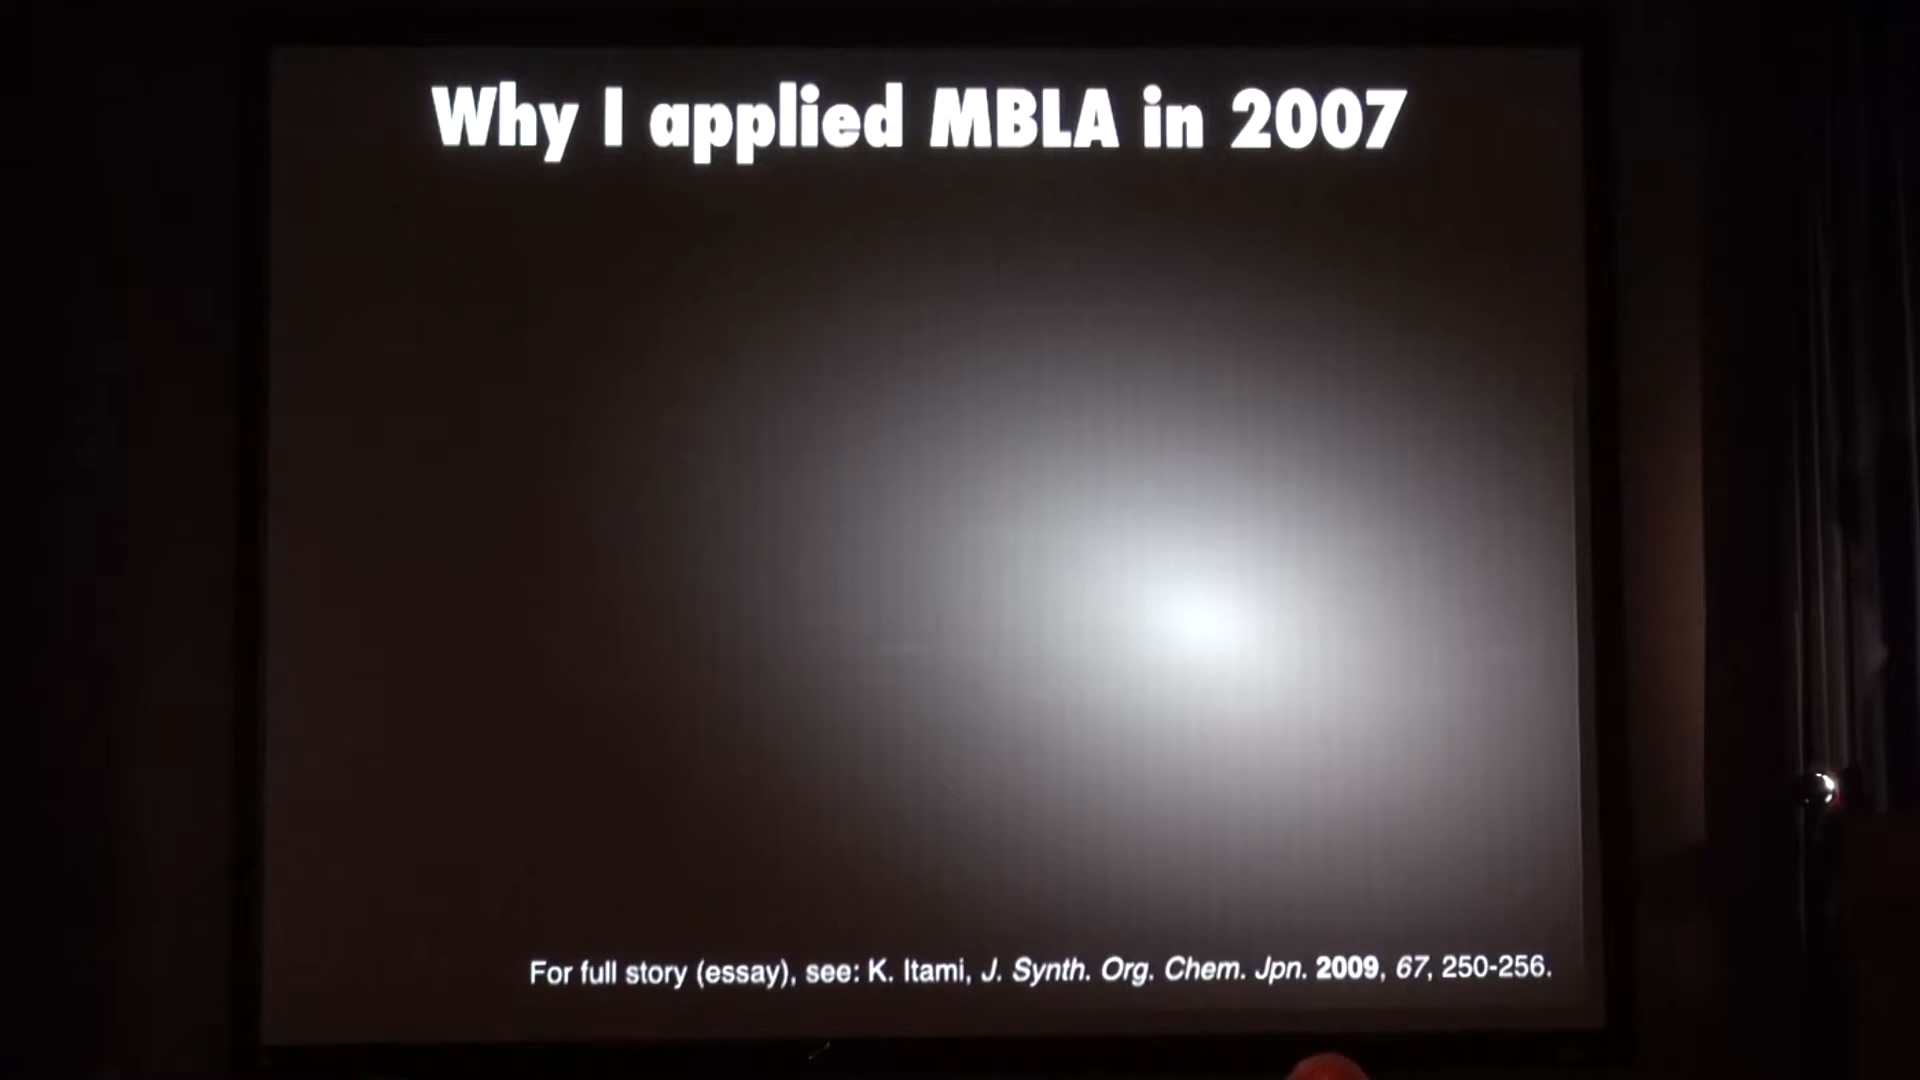 Why I applied MBLA in 2007
For full story (essay), see: K. Itami, J. Synth. Org. Chem. Jpn. 2009, 67, 250-256.